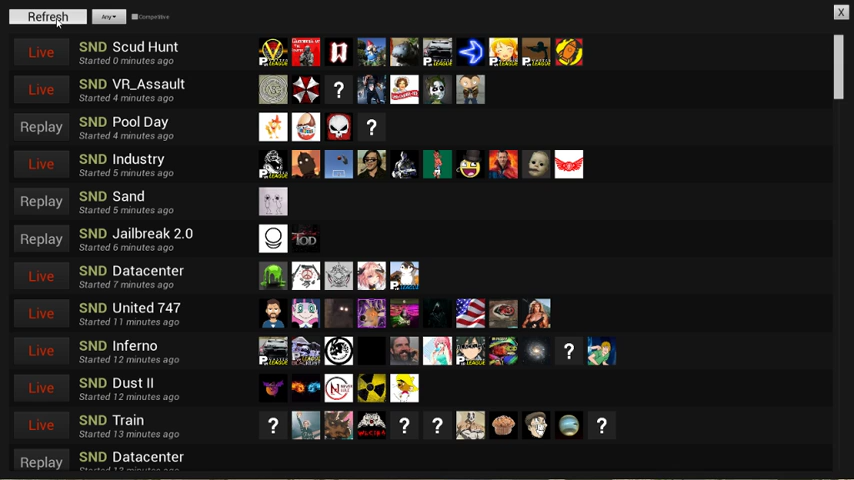 Refresh Any Competitive X
Live SND Scud Hunt
Started 0 minutes ago
Live SND VR_Assault
Started 4 minutes ago
Replay SND Pool Day
Started 4 minutes ago
Live SND Industry
Started 5 minutes ago
Replay SND Sand
Started 5 minutes ago
Replay SND Jailbreak 2.0
Started 6 minutes ago
Live SND Datacenter
Started 7 minutes ago
Live SND United 747
Started 11 minutes ago
Live SND Inferno
Started 12 minutes ago
Live SND Dust II
Started 12 minutes ago
Live SND Train
Started 13 minutes ago
Replay SND Datacenter
Started 13 minutes ago